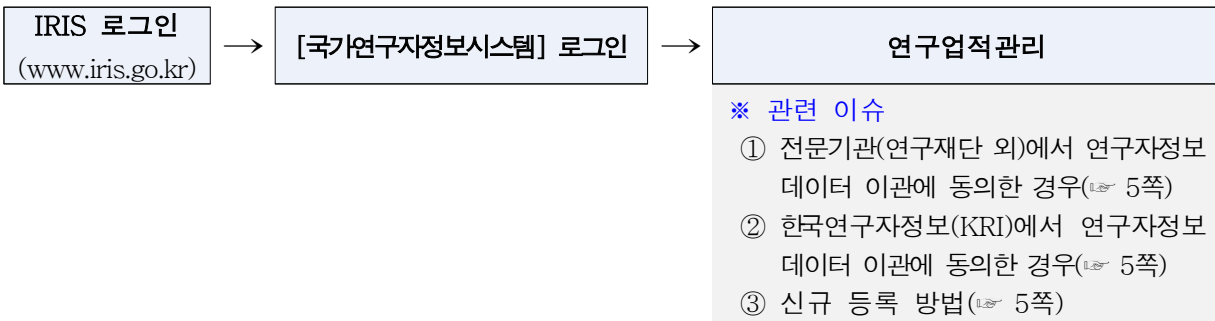 IRIS 로그인
(www.iris.go.kr)
→
[국가연구자정보시스템] 로그인
→
연구업적관리
※ 관련 이슈
① 전문기관(연구재단 외)에서 연구자정보
데이터 이관에 동의한 경우(☞ 5쪽)
② 한국연구자정보(KRI)에서 연구자정보
데이터 이관에 동의한 경우(☞ 5쪽)
③ 신규 등록 방법(☞ 5쪽)